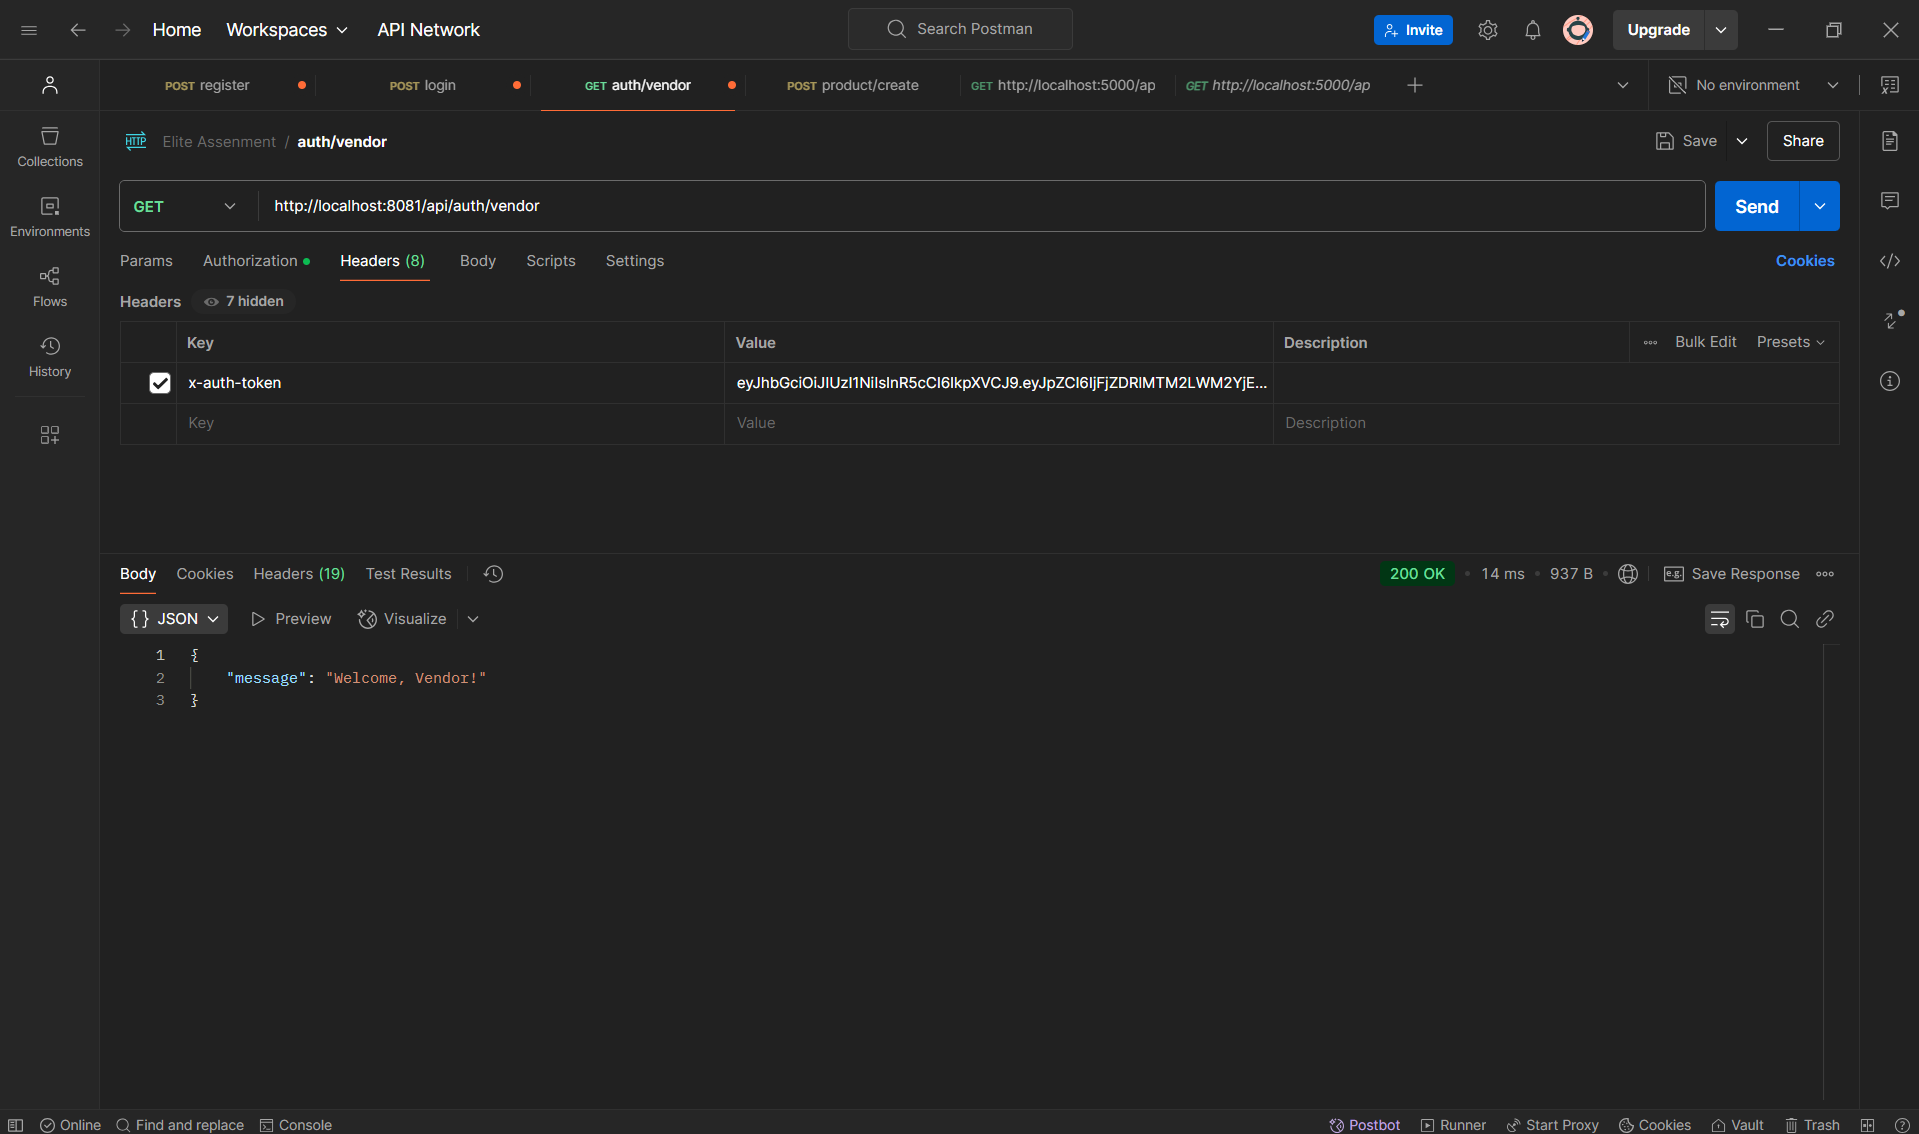 Home Workspaces API Network Search Postman Invite Upgrade
POST register POST login GET auth/vendor POST product/create GET http://localhost:5000/ap GET http://localhost:5000/ap No environment
HTTP Elite Assenment / auth/vendor Save Share
Collections
GET http://localhost:8081/api/auth/vendor Send
Environments
Params Authorization Headers (8) Body Scripts Settings Cookies
Flows
Headers 7 hidden
Key Value Description Bulk Edit Presets
History
x-auth-token eyJhbGciOiJIUzI1NiIsInR5cCI6IkpXVCJ9.eyJpZCI6IjFjZDRlMTM2LWM2YjE...
Key Value Description
Body Cookies Headers (19) Test Results 200 OK • 14 ms • 937 B • e.g. Save Response
{} JSON Preview Visualize
1 {
2 "message": "Welcome, Vendor!"
3 }
Online Find and replace Console Postbot Runner Start Proxy Cookies Vault Trash